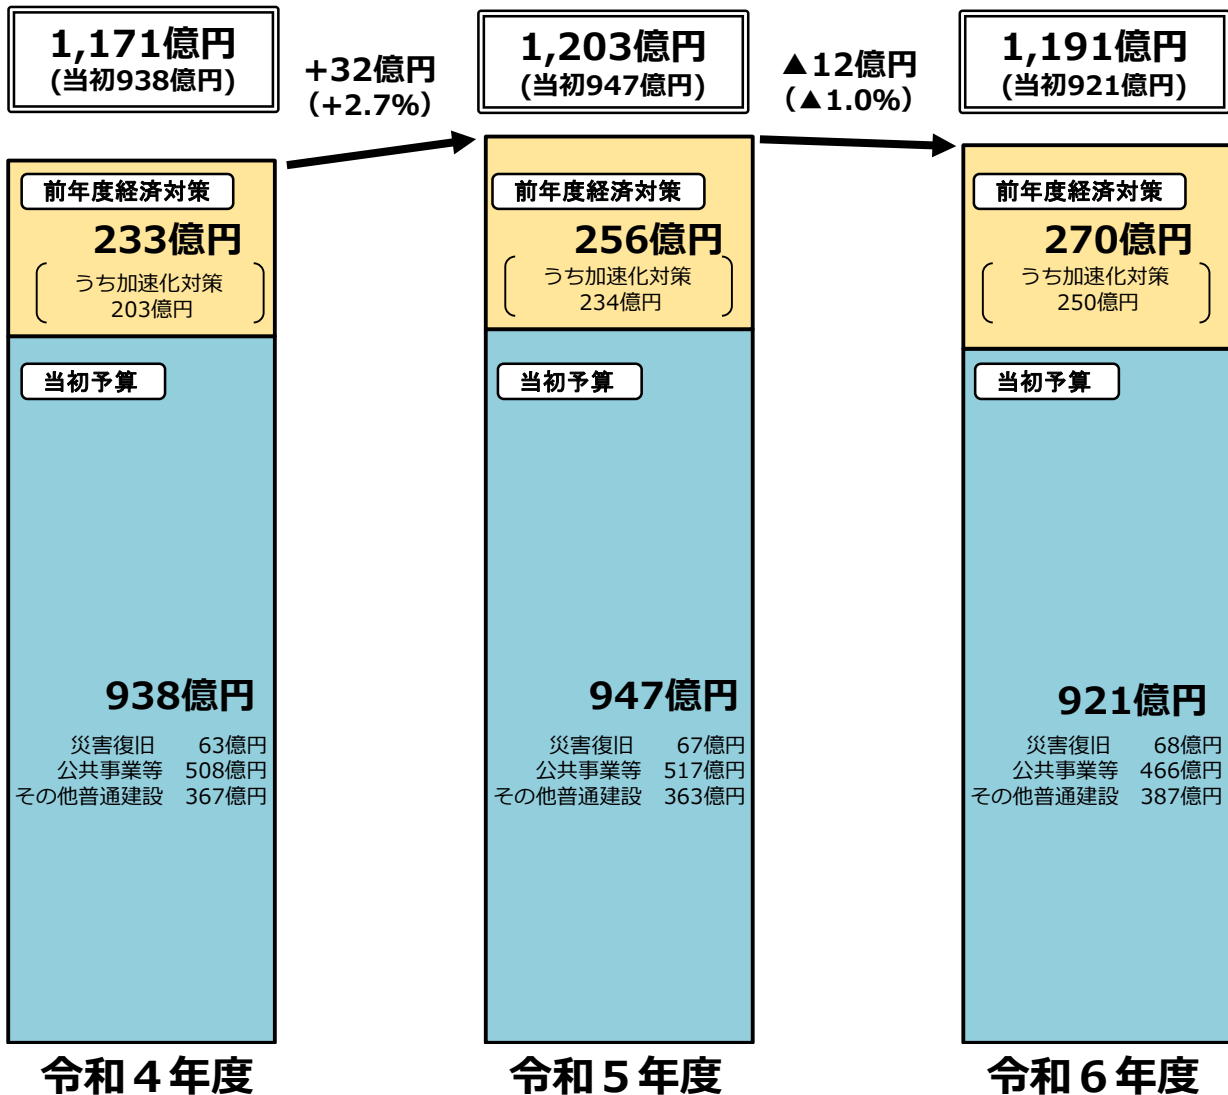 1,171億円
(当初938億円)
+32億円
(+2.7%)
1,203億円
(当初947億円)
▲12億円
(▲1.0%)
1,191億円
(当初921億円)
前年度経済対策
233億円
うち加速化対策
203億円
当初予算
938億円
災害復旧 63億円
公共事業等 508億円
その他普通建設 367億円
令和４年度
前年度経済対策
256億円
うち加速化対策
234億円
当初予算
947億円
災害復旧 67億円
公共事業等 517億円
その他普通建設 363億円
令和５年度
前年度経済対策
270億円
うち加速化対策
250億円
当初予算
921億円
災害復旧 68億円
公共事業等 466億円
その他普通建設 387億円
令和６年度